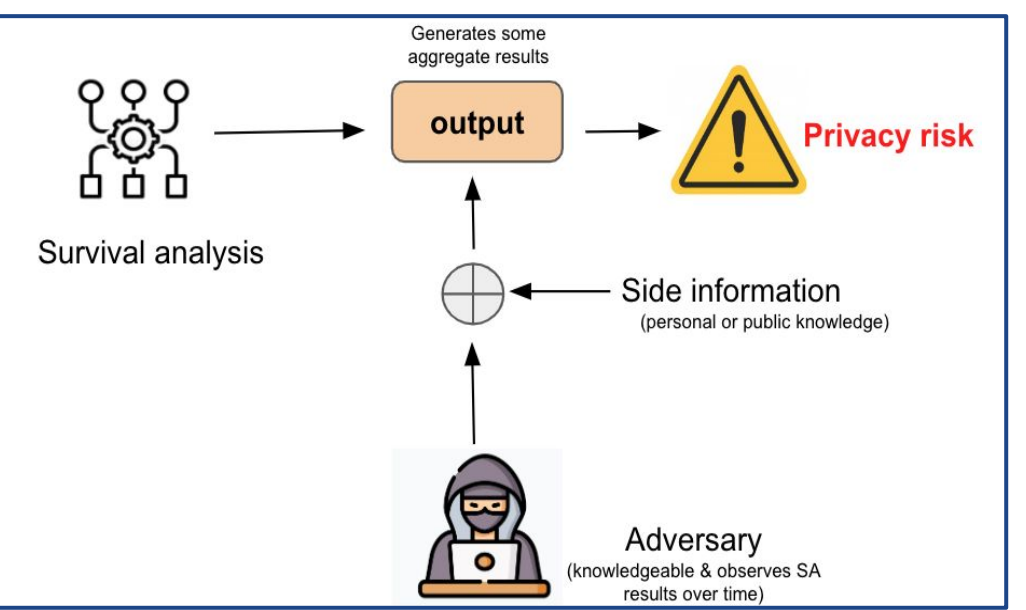 Generates some
aggregate results
output
Privacy risk
Survival analysis
Side information
(personal or public knowledge)
Adversary
(knowledgeable & observes SA
results over time)